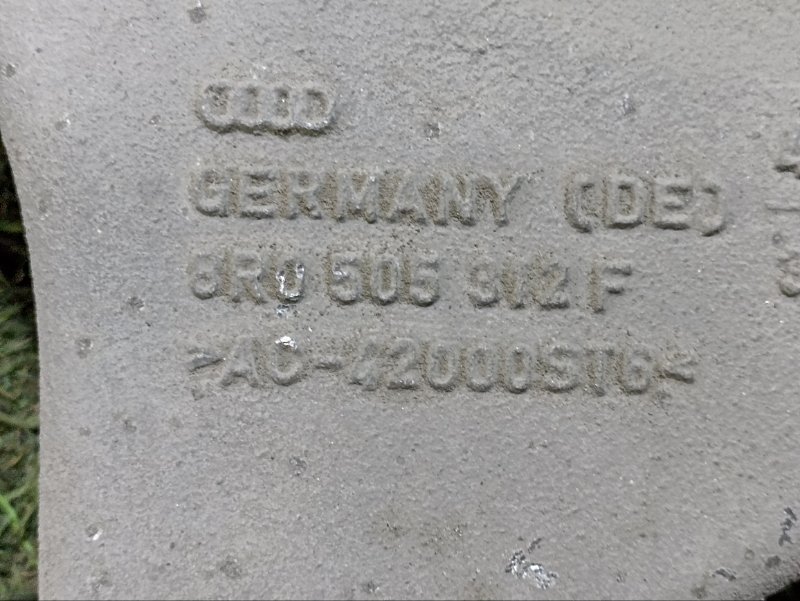 GERMANY (DE)
8R0 505 312 F
>AC-42000ST6<